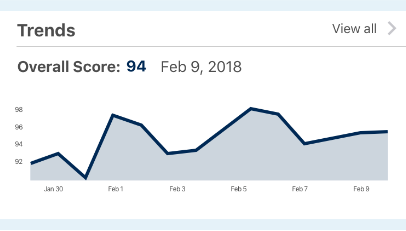 Trends View all
Overall Score: 94 Feb 9, 2018
98
96
94
92
Jan 30 Feb 1 Feb 3 Feb 5 Feb 7 Feb 9